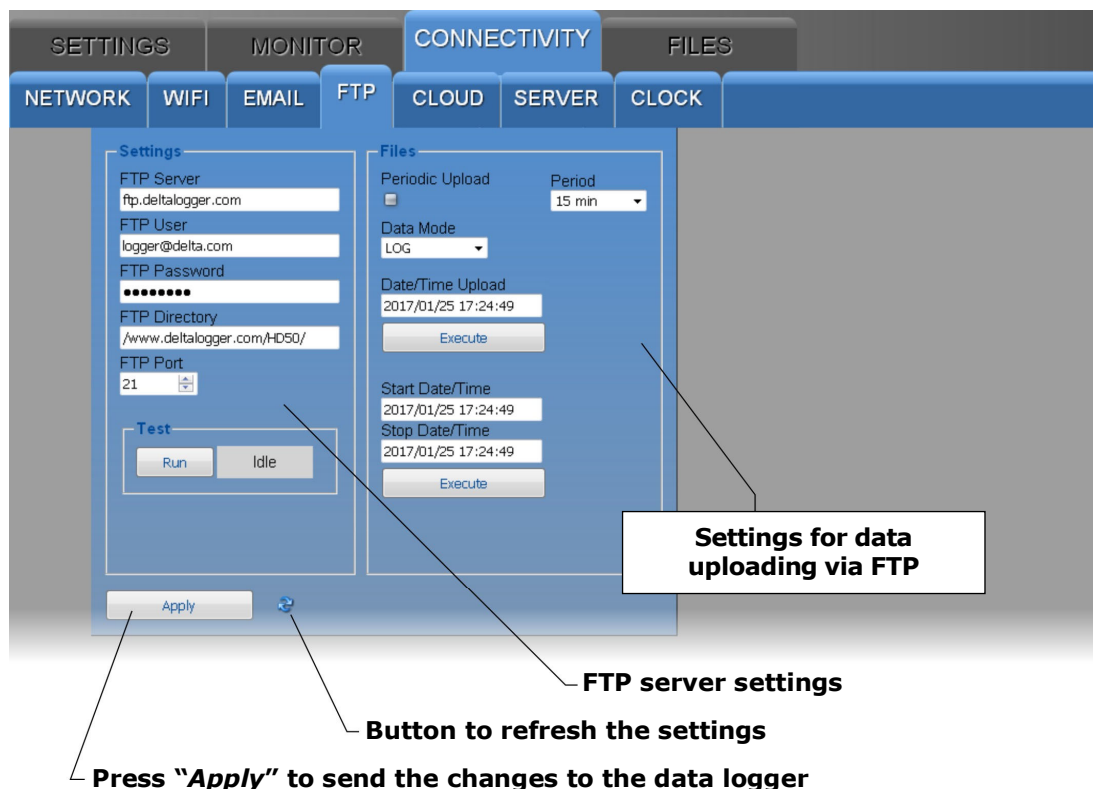 SETTINGS MONITOR CONNECTIVITY FILES
NETWORK WIFI EMAIL FTP CLOUD SERVER CLOCK
Settings
FTP Server
ftp.deltalogger.com
FTP User
logger@delta.com
FTP Password
••••••••
FTP Directory
/www.deltalogger.com/HD50/
FTP Port
21
Test
Run Idle
Files
Periodic Upload Period
15 min
Data Mode
LOG
Date/Time Upload
2017/01/25 17:24:49
Execute
Start Date/Time
2017/01/25 17:24:49
Stop Date/Time
2017/01/25 17:24:49
Execute
Settings for data
uploading via FTP
Apply
FTP server settings
Button to refresh the settings
Press “Apply” to send the changes to the data logger